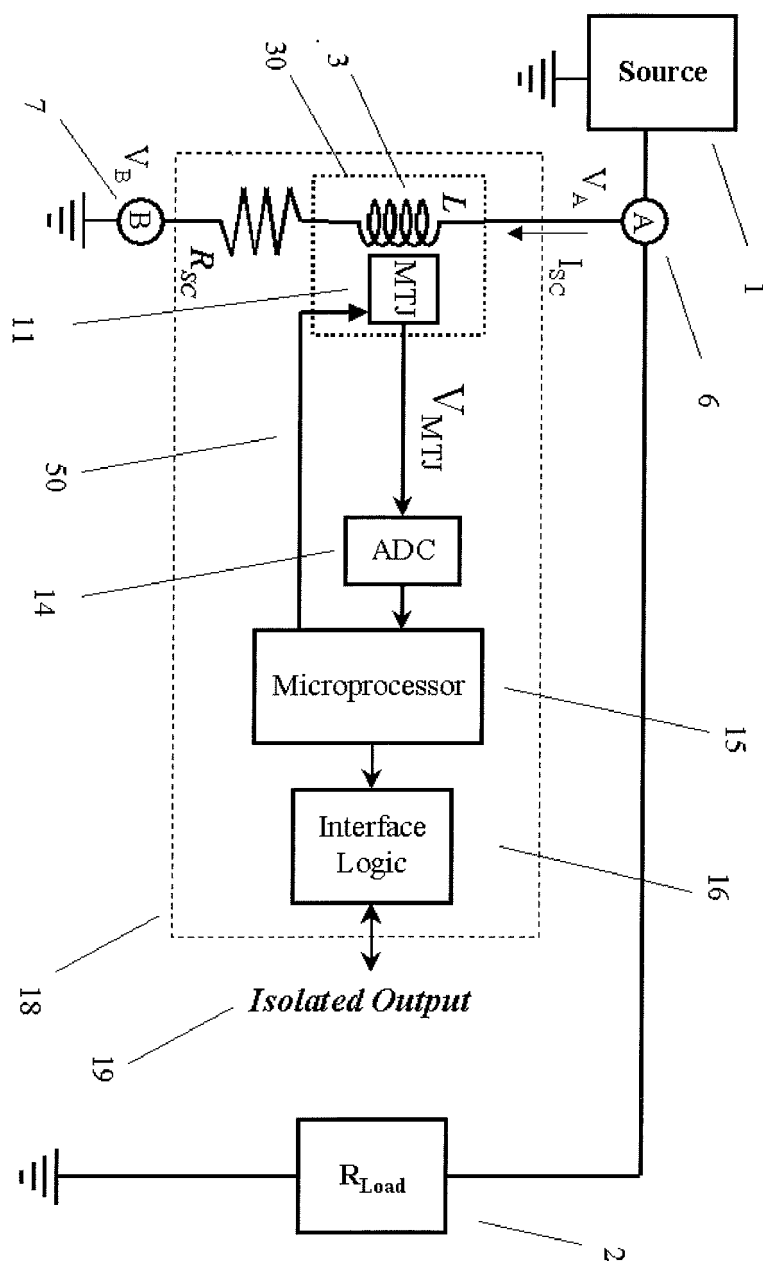 3
30
7
Source
V_B
V_A
1
B
A
R_SC
L
I_SC
11
MTJ
6
V_MTJ
50
ADC
14
Microprocessor
15
Interface
Logic
16
18
Isolated Output
19
R_Load
2